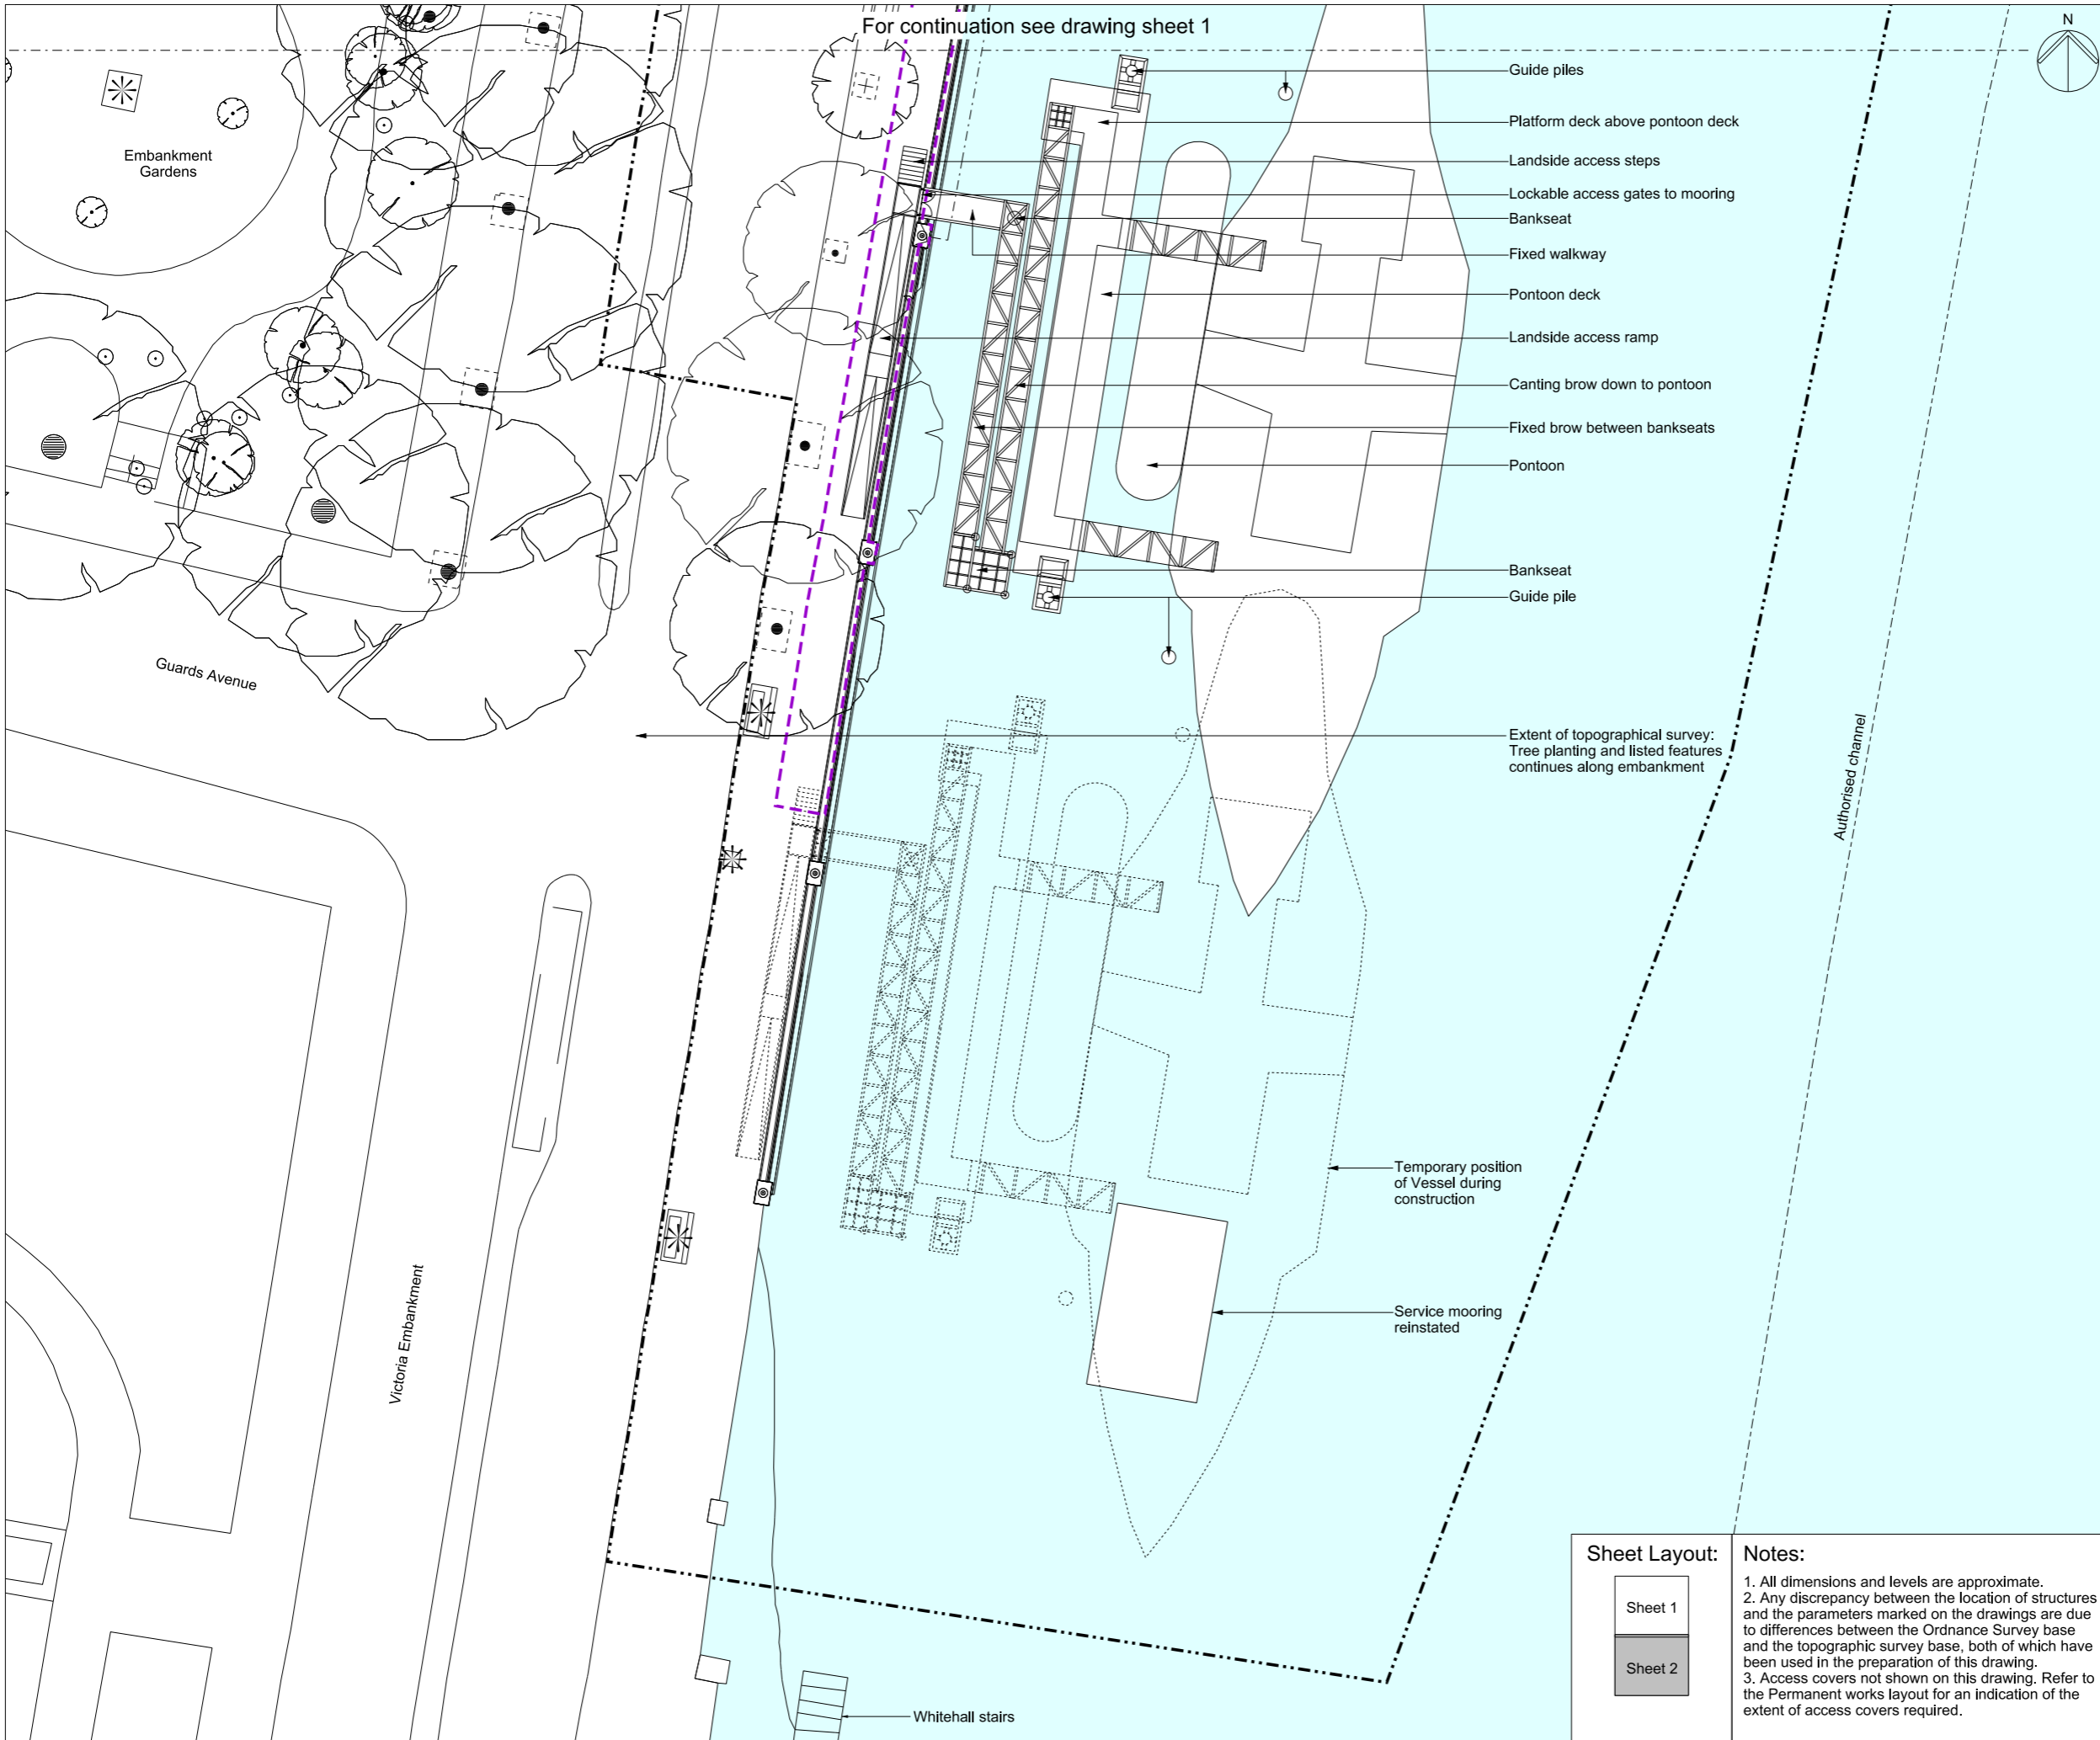 For continuation see drawing sheet 1
N
Guide piles
Platform deck above pontoon deck
Landside access steps
Lockable access gates to mooring
Bankseat
Fixed walkway
Pontoon deck
Landside access ramp
Canting brow down to pontoon
Fixed brow between bankseats
Pontoon
Bankseat
Guide pile
Embankment
Gardens
Guards Avenue
Extent of topographical survey:
Tree planting and listed features
continues along embankment
Authorised channel
Temporary position
of Vessel during
construction
Service mooring
reinstated
Victoria Embankment
Whitehall stairs
Sheet Layout:
Sheet 1
Sheet 2
Notes:
1. All dimensions and levels are approximate.
2. Any discrepancy between the location of structures
and the parameters marked on the drawings are due
to differences between the Ordnance Survey base
and the topographic survey base, both of which have
been used in the preparation of this drawing.
3. Access covers not shown on this drawing. Refer to
the Permanent works layout for an indication of the
extent of access covers required.